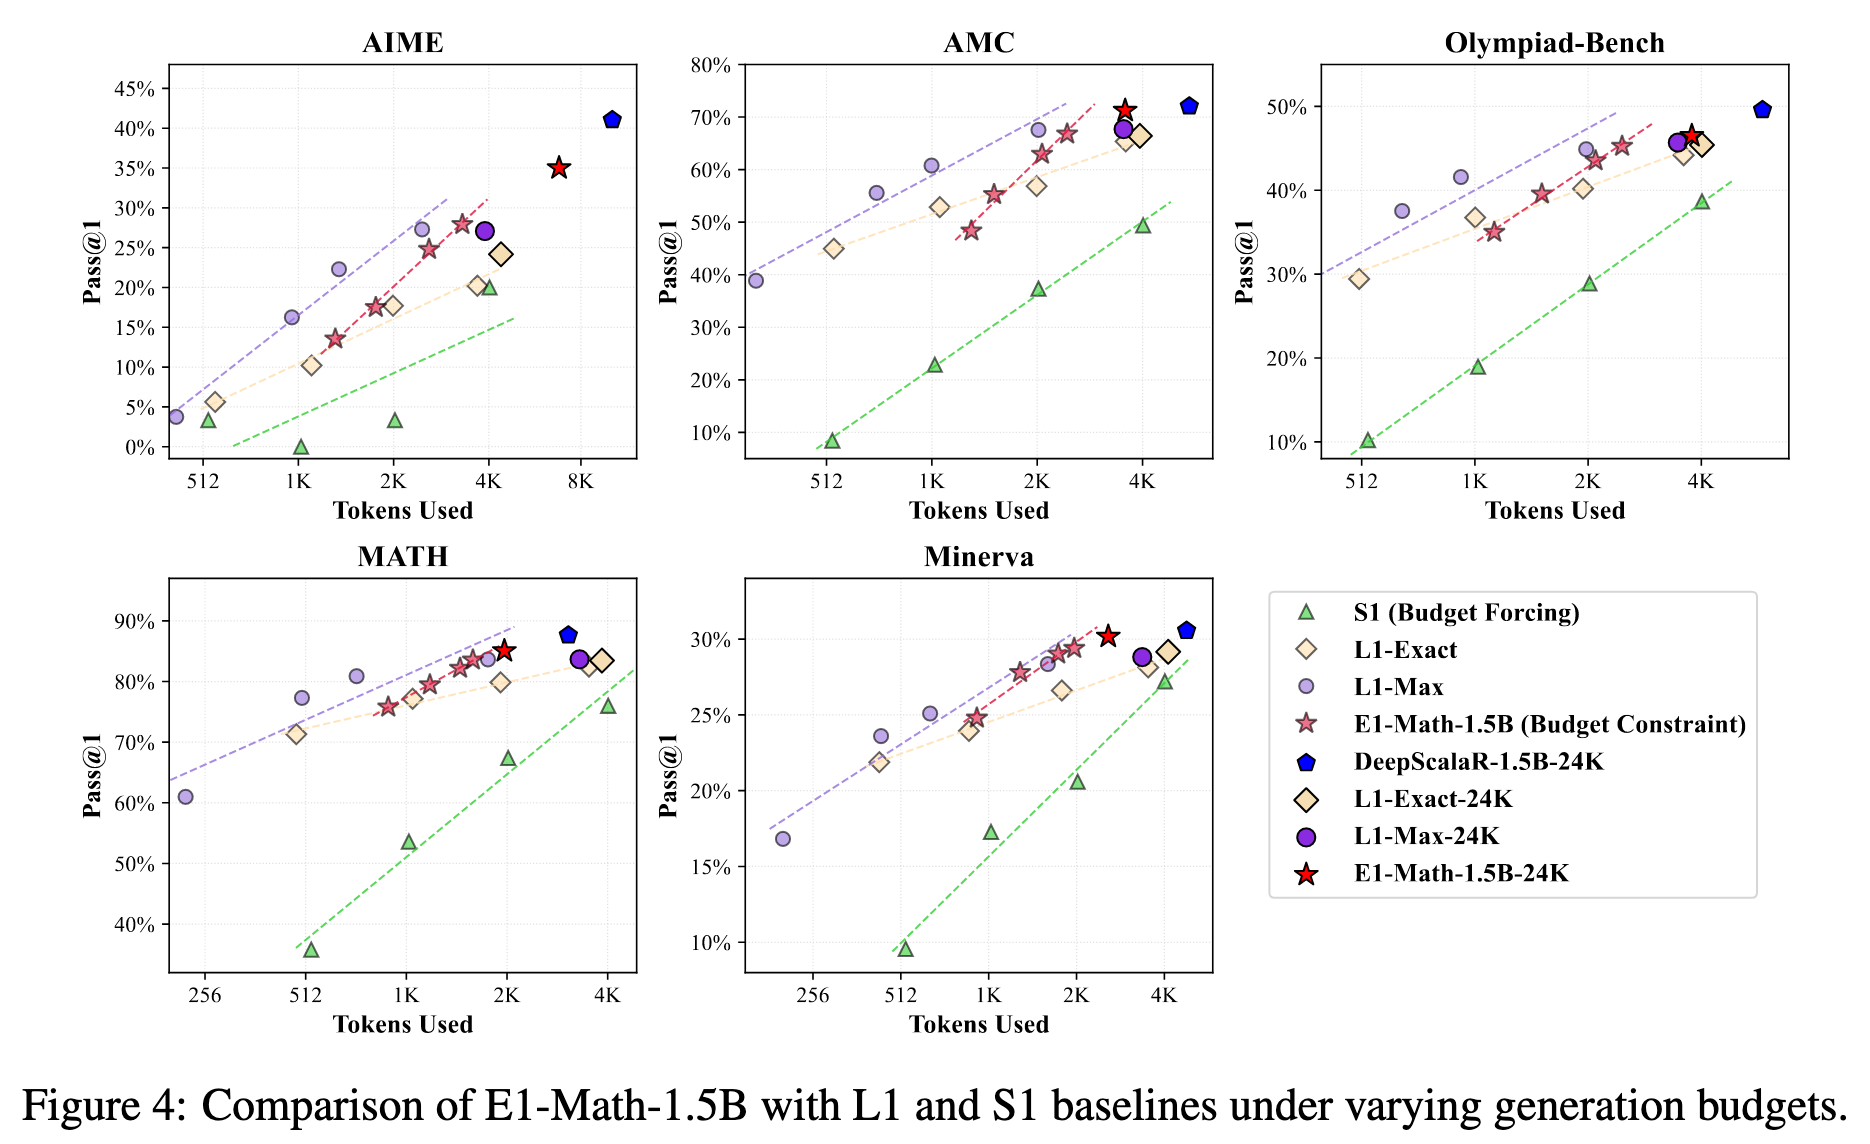 AIME
45%
40%
35%
30%
25%
20%
15%
10%
5%
0%
Pass@1
512 1K 2K 4K 8K
Tokens Used
AMC
80%
70%
60%
50%
40%
30%
20%
10%
Pass@1
512 1K 2K 4K
Tokens Used
Olympiad-Bench
50%
40%
30%
20%
10%
Pass@1
512 1K 2K 4K
Tokens Used
MATH
90%
80%
70%
60%
50%
40%
Pass@1
256 512 1K 2K 4K
Tokens Used
Minerva
30%
25%
20%
15%
10%
Pass@1
256 512 1K 2K 4K
Tokens Used
S1 (Budget Forcing)
L1-Exact
L1-Max
E1-Math-1.5B (Budget Constraint)
DeepScalaR-1.5B-24K
L1-Exact-24K
L1-Max-24K
E1-Math-1.5B-24K
Figure 4: Comparison of E1-Math-1.5B with L1 and S1 baselines under varying generation budgets.